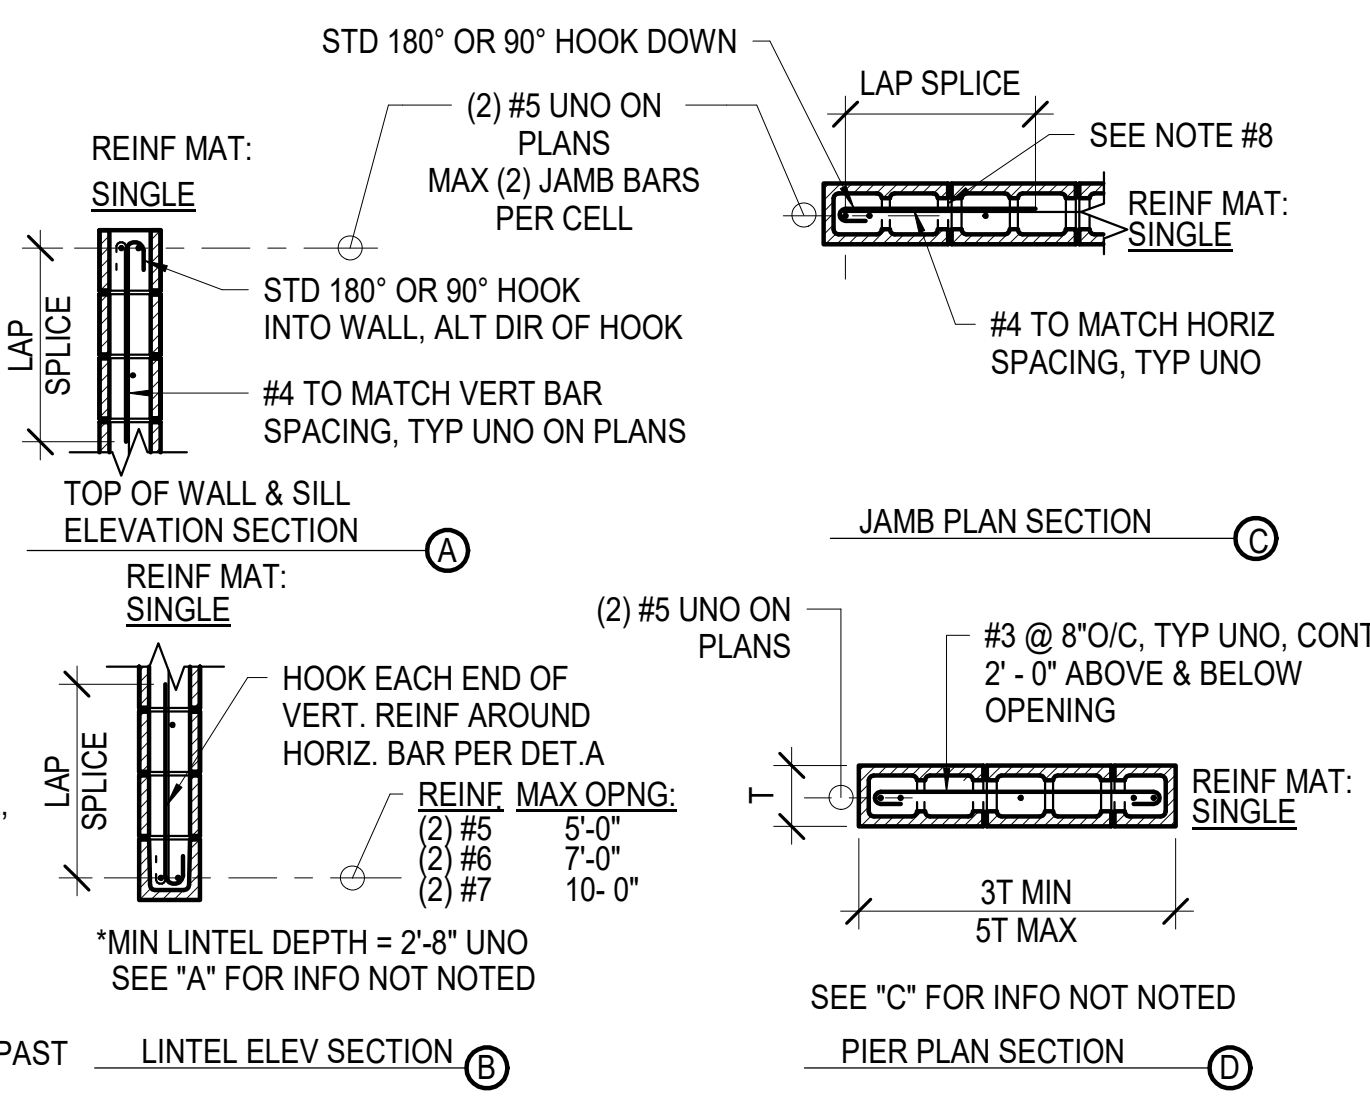 STD 180° OR 90° HOOK DOWN
(2) #5 UNO ON
PLANS
MAX (2) JAMB BARS
PER CELL
REINF MAT:
SINGLE
LAP
SPLICE
STD 180° OR 90° HOOK
INTO WALL, ALT DIR OF HOOK
#4 TO MATCH VERT BAR
SPACING, TYP UNO ON PLANS
TOP OF WALL & SILL
ELEVATION SECTION
A
LAP SPLICE
SEE NOTE #8
REINF MAT:
SINGLE
#4 TO MATCH HORIZ
SPACING, TYP UNO
JAMB PLAN SECTION
C
REINF MAT:
SINGLE
LAP
SPLICE
HOOK EACH END OF
VERT. REINF AROUND
HORIZ. BAR PER DET.A
REINF, MAX OPNG:
(2) #5 5'-0"
(2) #6 7'-0"
(2) #7 10- 0"
*MIN LINTEL DEPTH = 2'-8" UNO
SEE "A" FOR INFO NOT NOTED
,
PAST
LINTEL ELEV SECTION
B
(2) #5 UNO ON
PLANS
#3 @ 8"O/C, TYP UNO, CONT
2' - 0" ABOVE & BELOW
OPENING
T
REINF MAT:
SINGLE
3T MIN
5T MAX
SEE "C" FOR INFO NOT NOTED
PIER PLAN SECTION
D